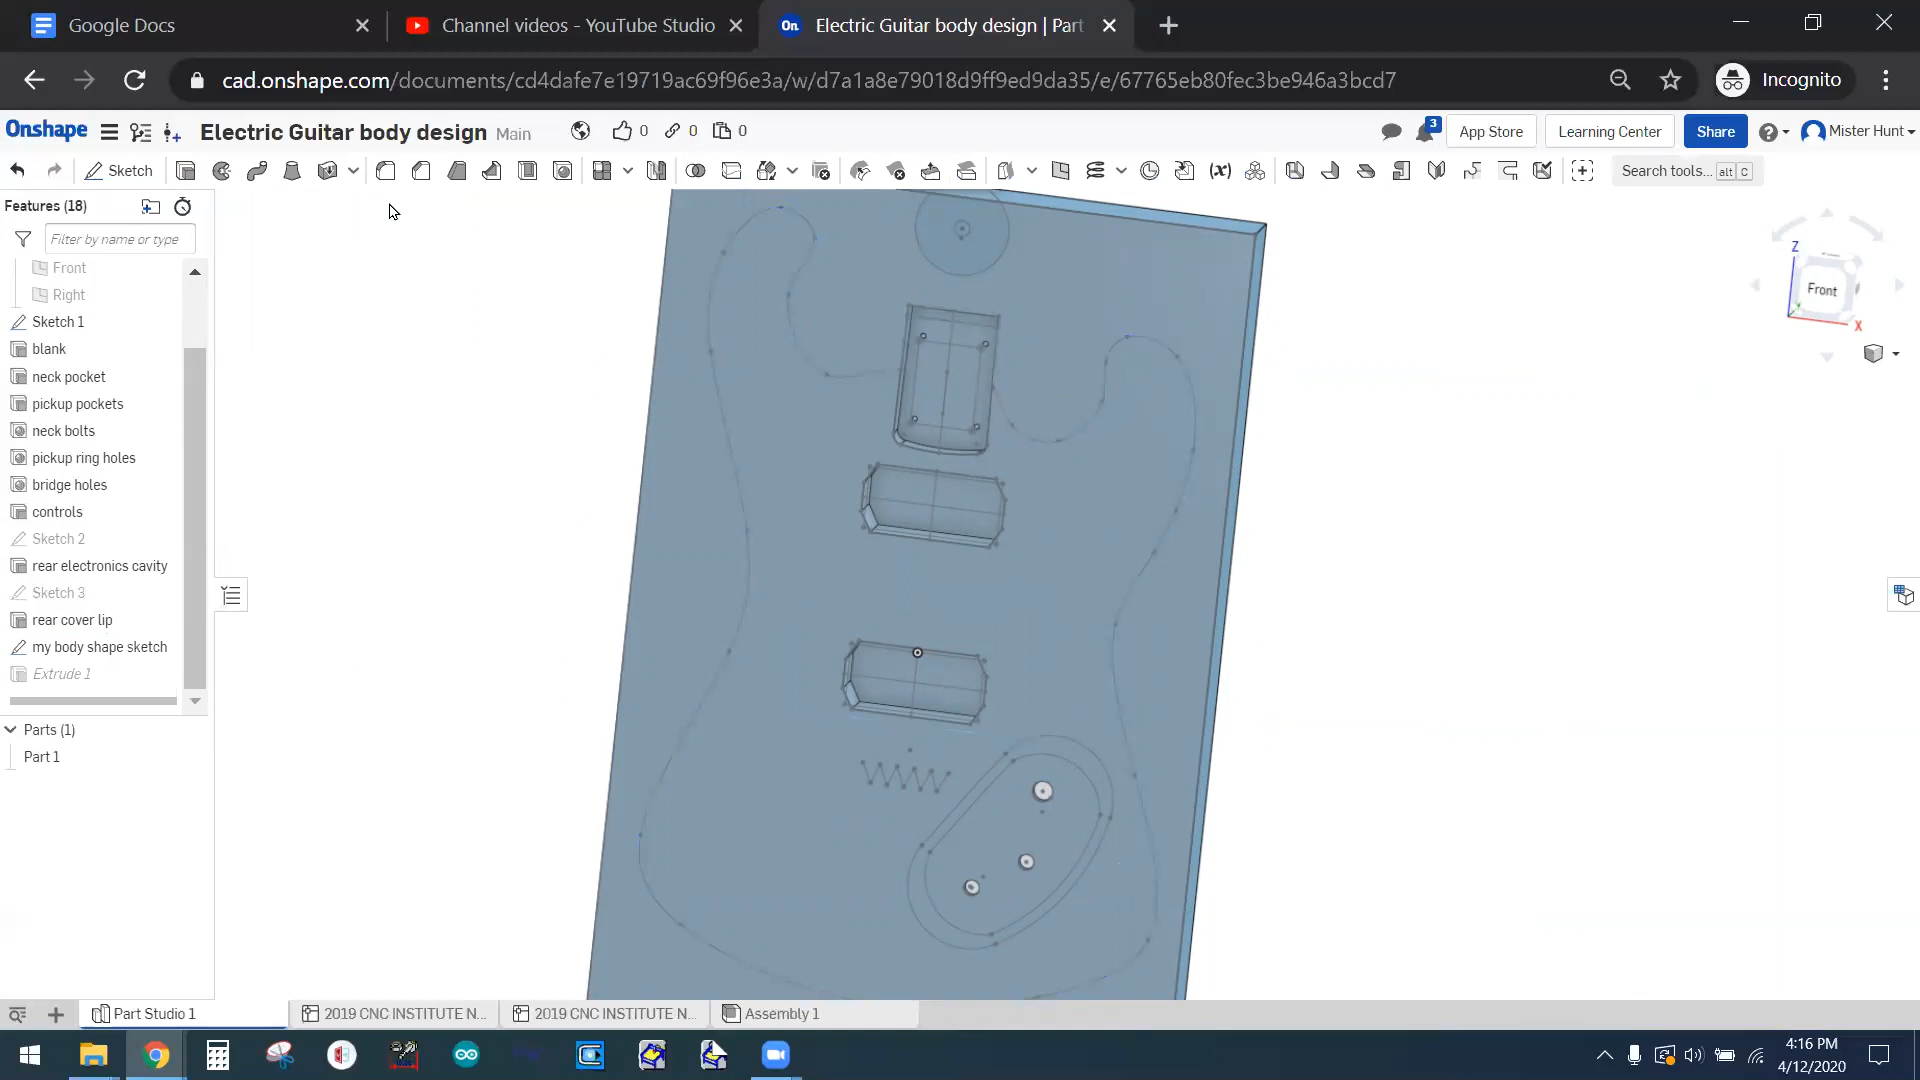 Google Docs
Channel videos - YouTube Studio
On.
Electric Guitar body design | Part
cad.onshape.com/documents/cd4dafe7e19719ac69f96e3a/w/d7a1a8e79018d9ff9ed9da35/e/67765eb80fec3be946a3bcd7
Incognito
Onshape
Electric Guitar body design Main
0
0
0
3
App Store
Learning Center
Share
Mister Hunt
Sketch
(x)
Search tools... alt C
Features (18)
Filter by name or type
Front
Right
Sketch 1
blank
neck pocket
pickup pockets
neck bolts
pickup ring holes
bridge holes
controls
Sketch 2
rear electronics cavity
Sketch 3
rear cover lip
my body shape sketch
Extrude 1
Parts (1)
Part 1
Z
Front
X
Part Studio 1
2019 CNC INSTITUTE N...
2019 CNC INSTITUTE N...
Assembly 1
4:16 PM
4/12/2020